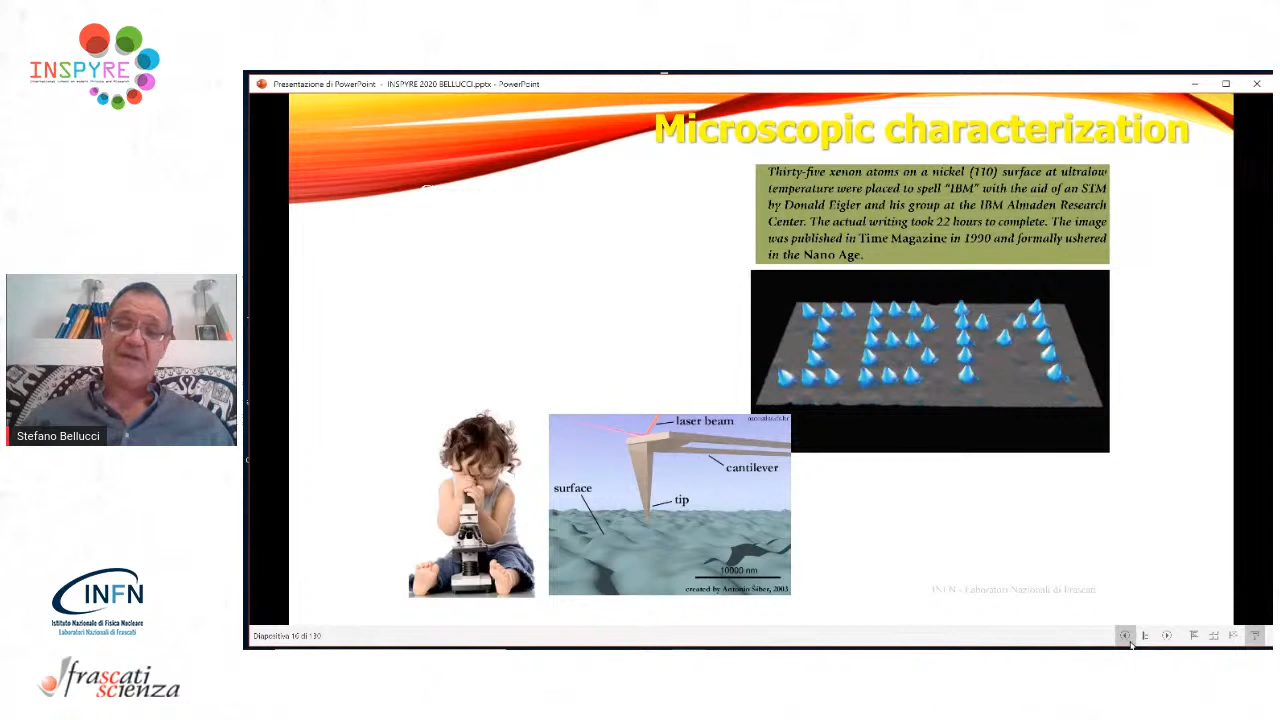 INSPYRE
Presentazione di PowerPoint - INSPYRE 2020 BELLUCCI.pptx - PowerPoint
Microscopic characterization
Thirty-five xenon atoms on a nickel (110) surface at ultralow
temperature were placed to spell "IBM" with the aid of an STM
by Donald Eigler and his group at the IBM Almaden Research
Center. The actual writing took 22 hours to complete. The image
was published in Time Magazine in 1990 and formally ushered
in the Nano Age.
IBM
Stefano Bellucci
laser beam
cantilever
surface
tip
10000 nm
created by Antonio Šiber, 2003
INFN - Laboratori Nazionali di Frascati
INFN
Istituto Nazionale di Fisica Nucleare
Laboratori Nazionali di Frascati
Diapositiva 16 di 130
frascati
scienza